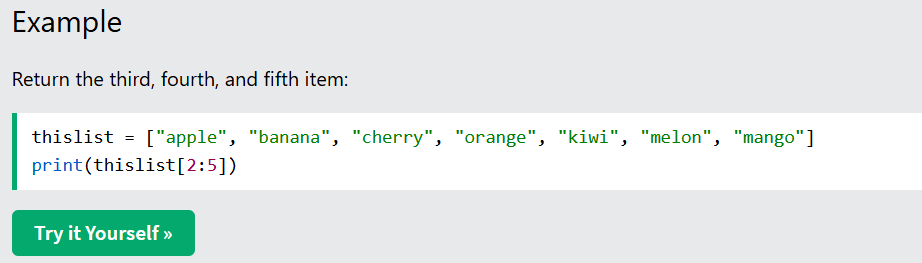 Example
Return the third, fourth, and fifth item:
thislist = ["apple", "banana", "cherry", "orange", "kiwi", "melon", "mango"]
print(thislist[2:5])
Try it Yourself »